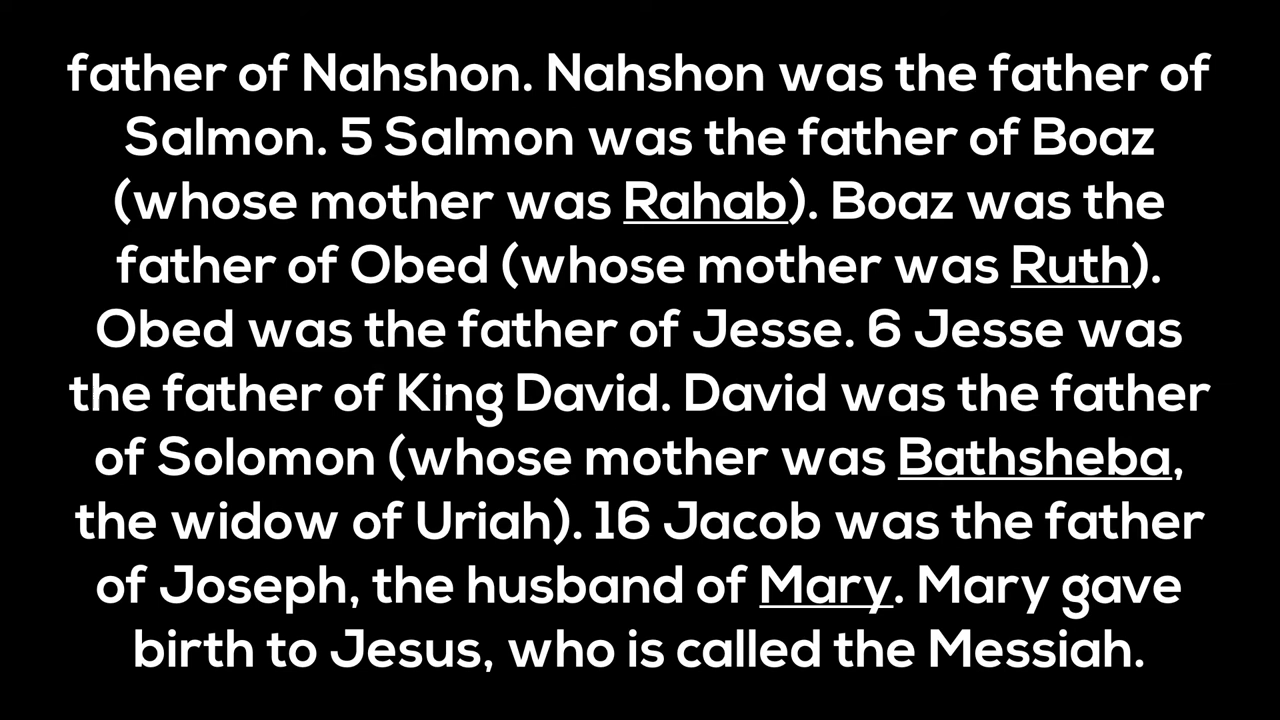 father of Nahshon. Nahshon was the father of
Salmon. 5 Salmon was the father of Boaz
(whose mother was Rahab). Boaz was the
father of Obed (whose mother was Ruth).
Obed was the father of Jesse. 6 Jesse was
the father of King David. David was the father
of Solomon (whose mother was Bathsheba,
the widow of Uriah). 16 Jacob was the father
of Joseph, the husband of Mary. Mary gave
birth to Jesus, who is called the Messiah.